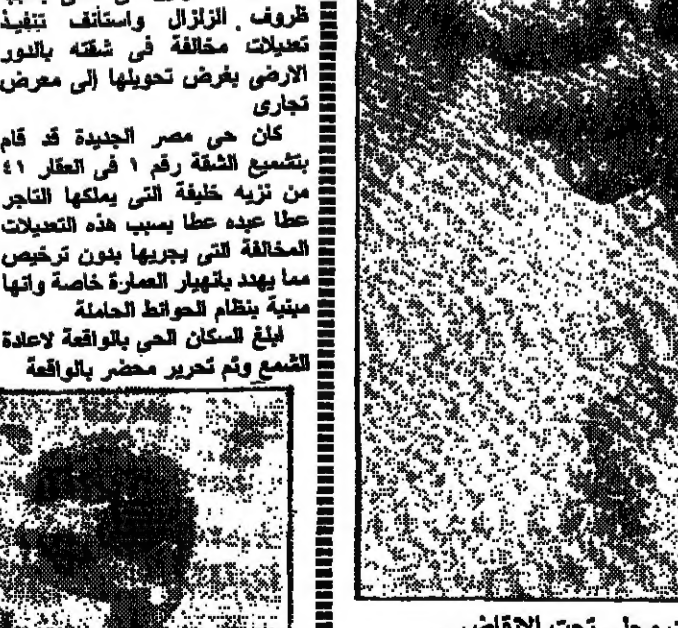 ظروف الزلزال واستأنف تنفيذ
تعديلات مخالفة فى شقته بالدور
الارضى بغرض تحويلها إلى معرض
تجارى
كان حى مصر الجديدة قد قام
بتشميع الشقة رقم ١ فى العقار ٤١
من نزيه خليفة التى يملكها التاجر
عطا عبده عطا بسبب هذه التعديلات
المخالفة التى يجريها بدون ترخيص
مما يهدد بانهيار العمارة خاصة وانها
مبنية بنظام الحوائط الحاملة
ابلغ السكان الحي بالواقعة لاعادة
الشمع وتم تحرير محضر بالواقعة
تحت الانقاض